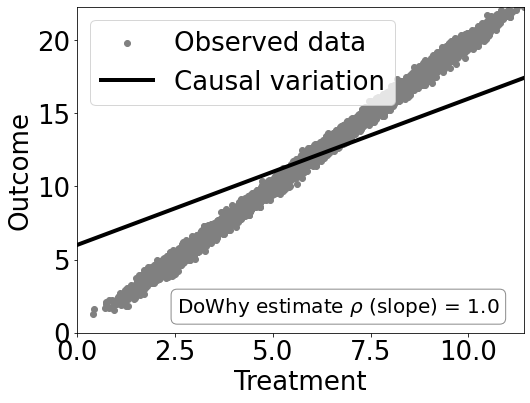 Observed data
Causal variation
20
15
10
5
0
Outcome
DoWhy estimate ρ (slope) = 1.0
0.0 2.5 5.0 7.5 10.0
Treatment